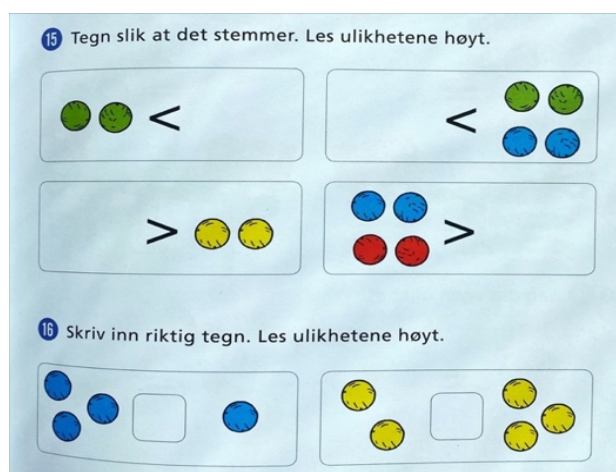 15 Tegn slik at det stemmer. Les ulikhetene høyt.
<
<
>
>
16 Skriv inn riktig tegn. Les ulikhetene høyt.